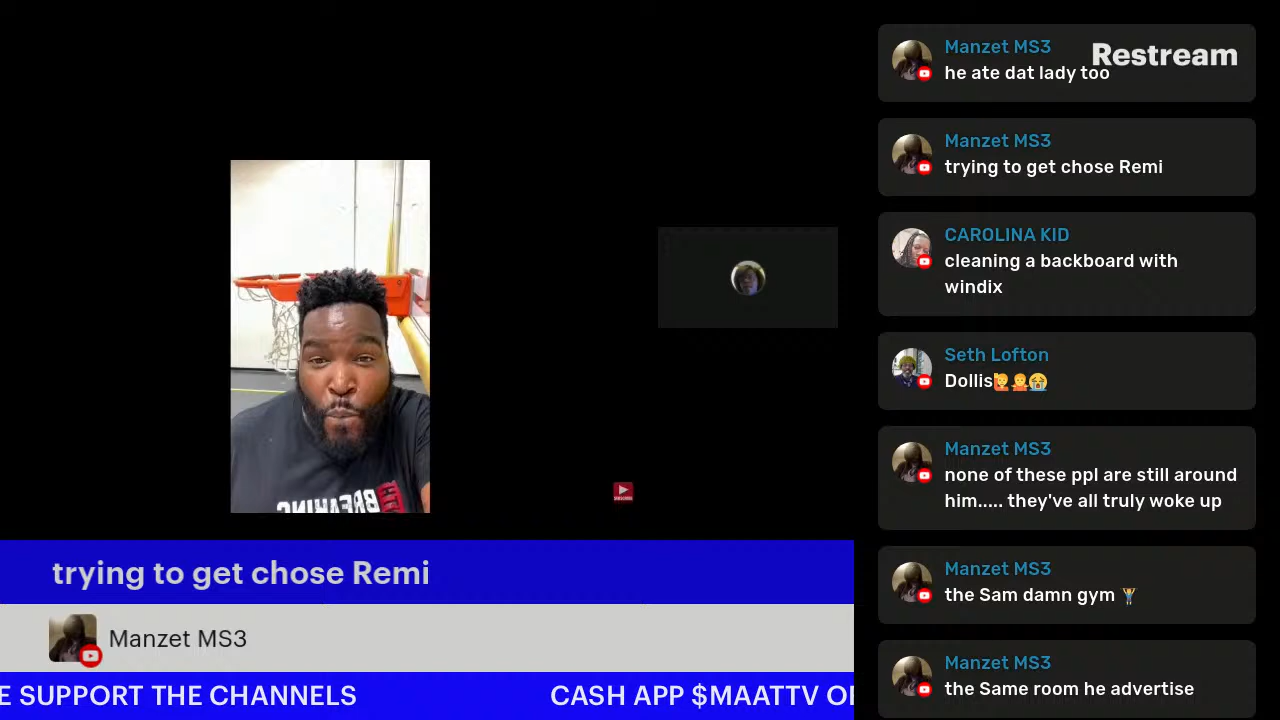 Restream
Manzet MS3
he ate dat lady too
Manzet MS3
trying to get chose Remi
CAROLINA KID
cleaning a backboard with
windix
Seth Lofton
Dollis🙋👩😭
Manzet MS3
none of these ppl are still around
him..... they've all truly woke up
Manzet MS3
the Sam damn gym 🏋
Manzet MS3
the Same room he advertise
BREAKING
trying to get chose Remi
Manzet MS3
E SUPPORT THE CHANNELS CASH APP $MAATTV